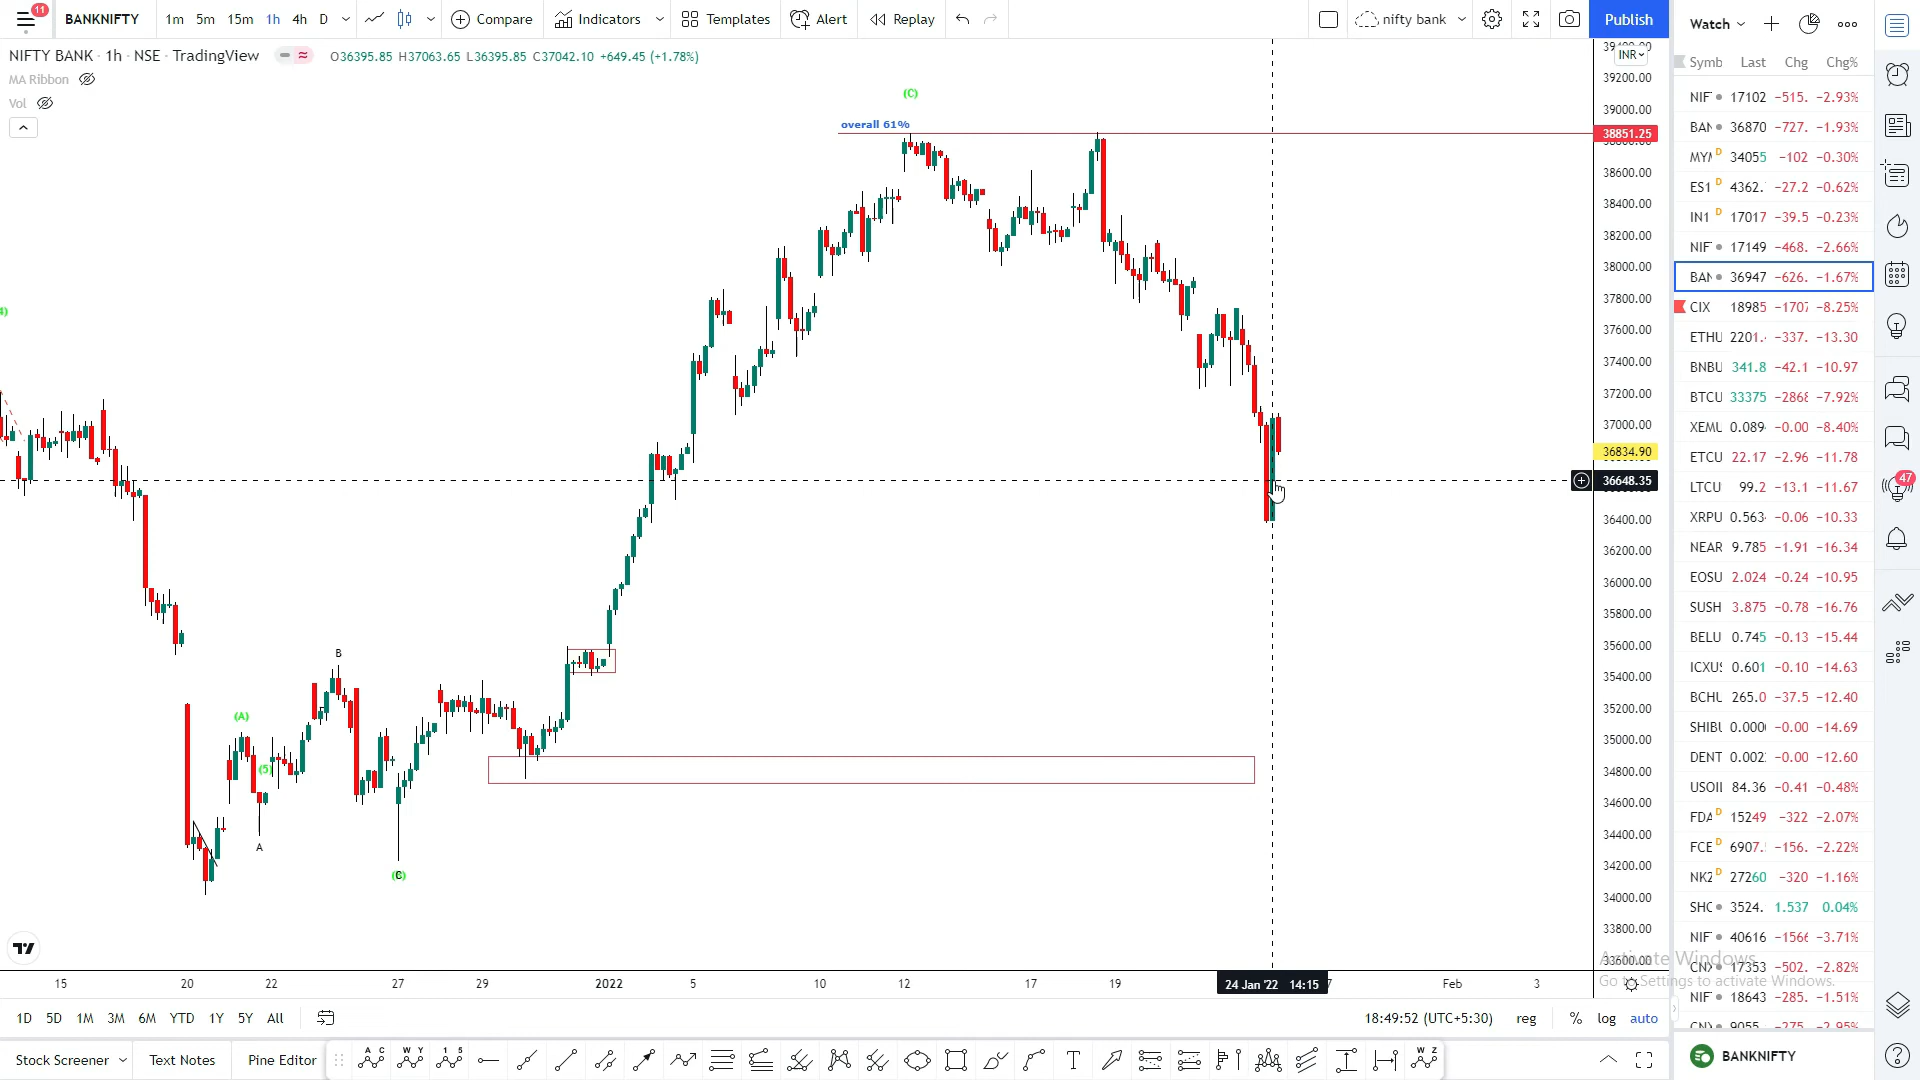 11
BANKNIFTY
1m 5m 15m 1h 4h D
Compare
Indicators
Templates
Alert
Replay
nifty bank
Publish
NIFTY BANK · 1h · NSE · TradingView
O36395.85 H37063.65 L36395.85 C37042.10 +649.45 (+1.78%)
MA Ribbon
Vol
INR
overall 61%
(C)
(A)
(5)
A
B
39200.00
39000.00
38851.25
38600.00
38400.00
38200.00
38000.00
37800.00
37600.00
37400.00
37200.00
37000.00
36834.90
36648.35
36400.00
36200.00
36000.00
35800.00
35600.00
35400.00
35200.00
35000.00
34800.00
34600.00
34400.00
34200.00
34000.00
33800.00
33600.00
15 20 22 27 29 2022 5 10 12 17 19 24 Jan '22 14:15 Feb 3
1D 5D 1M 3M 6M YTD 1Y 5Y All
18:49:52 (UTC+5:30) reg % log auto
Stock Screener Text Notes Pine Editor
A C
W Y
1 5
T
W Z
Watch
Symb Last Chg Chg%
NIF 17102 −515. −2.93%
BAN 36870 −727. −1.93%
MYM D 34055 −102 −0.30%
ES1 D 4362. −27.2 −0.62%
IN1 D 17017 −39.5 −0.23%
NIF 17149 −468. −2.66%
BAN 36947 −626. −1.67%
CIX 18985 −1707 −8.25%
ETHU 2201. −337. −13.30
BNBU 341.8 −42.1 −10.97
BTCU 33375 −2868 −7.92%
XEMU 0.089 −0.00 −8.40%
ETCU 22.17 −2.96 −11.78
LTCU 99.2 −13.1 −11.67
XRPU 0.563 −0.06 −10.33
NEAR 9.785 −1.91 −16.34
EOSU 2.024 −0.24 −10.95
SUSH 3.875 −0.78 −16.76
BELU 0.745 −0.13 −15.44
ICXU 0.601 −0.10 −14.63
BCHU 265.0 −37.5 −12.40
SHIBU 0.000 −0.00 −14.69
DENT 0.002 −0.00 −12.60
USOIL 84.36 −0.41 −0.48%
FDA D 15249 −322 −2.07%
FCE D 6907. −156. −2.22%
NK2 D 27260 −320 −1.16%
SHC 3524. 1.537 0.04%
NIF 40616 −1566 −3.71%
CNX 17353 −502. −2.82%
NIF 18643 −285. −1.51%
Activate Windows
Go to Settings to activate Windows.
BANKNIFTY
47